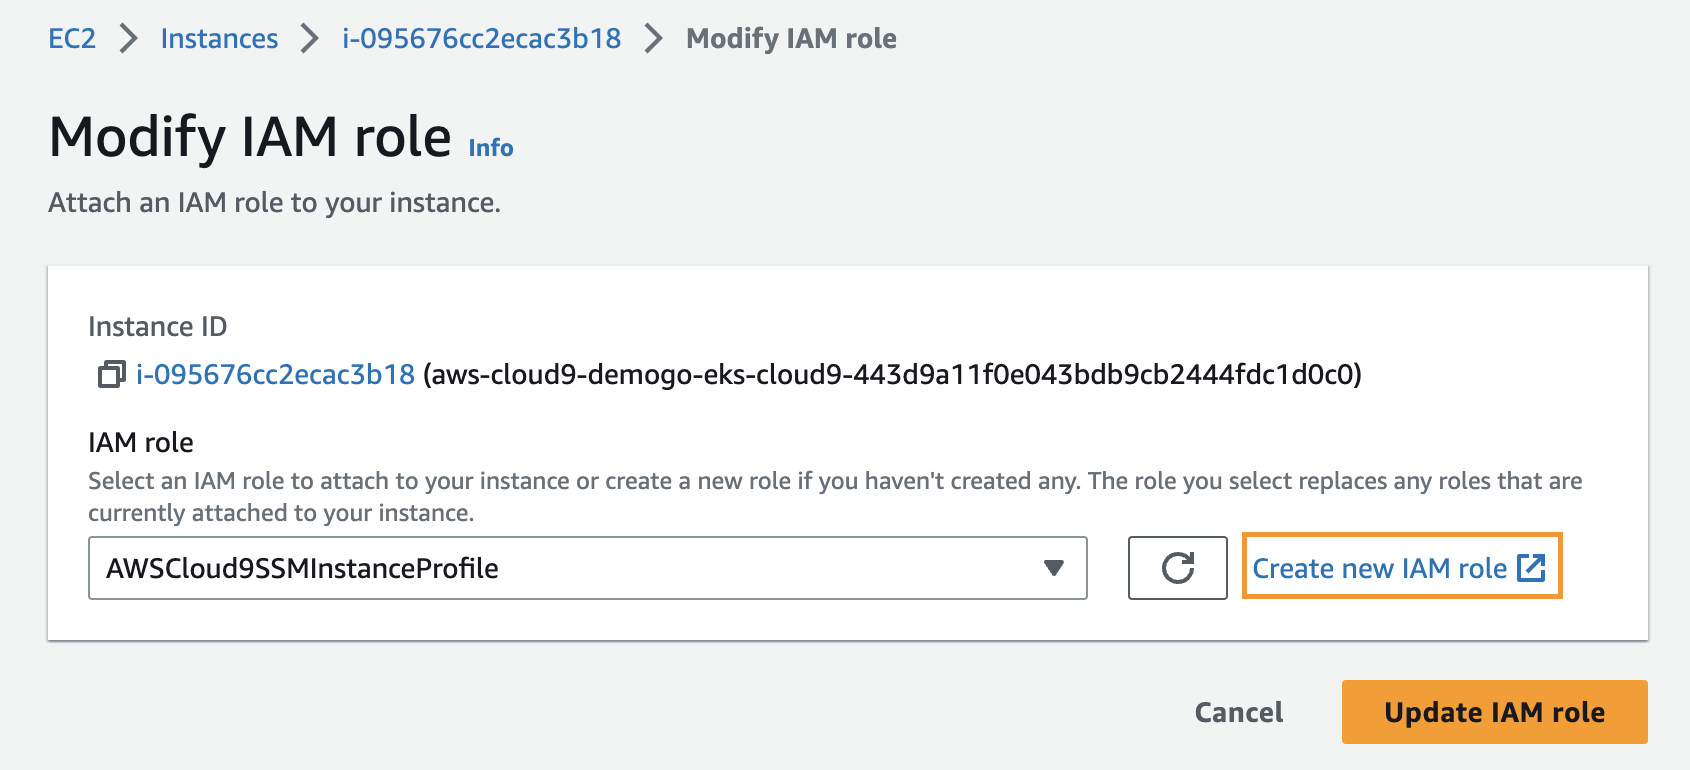 EC2 Instances i-095676cc2ecac3b18 Modify IAM role
Modify IAM role Info
Attach an IAM role to your instance.
Instance ID
i-095676cc2ecac3b18 (aws-cloud9-demogo-eks-cloud9-443d9a11f0e043bdb9cb2444fdc1d0c0)
IAM role
Select an IAM role to attach to your instance or create a new role if you haven't created any. The role you select replaces any roles that are
currently attached to your instance.
AWSCloud9SSMInstanceProfile Create new IAM role
Cancel Update IAM role